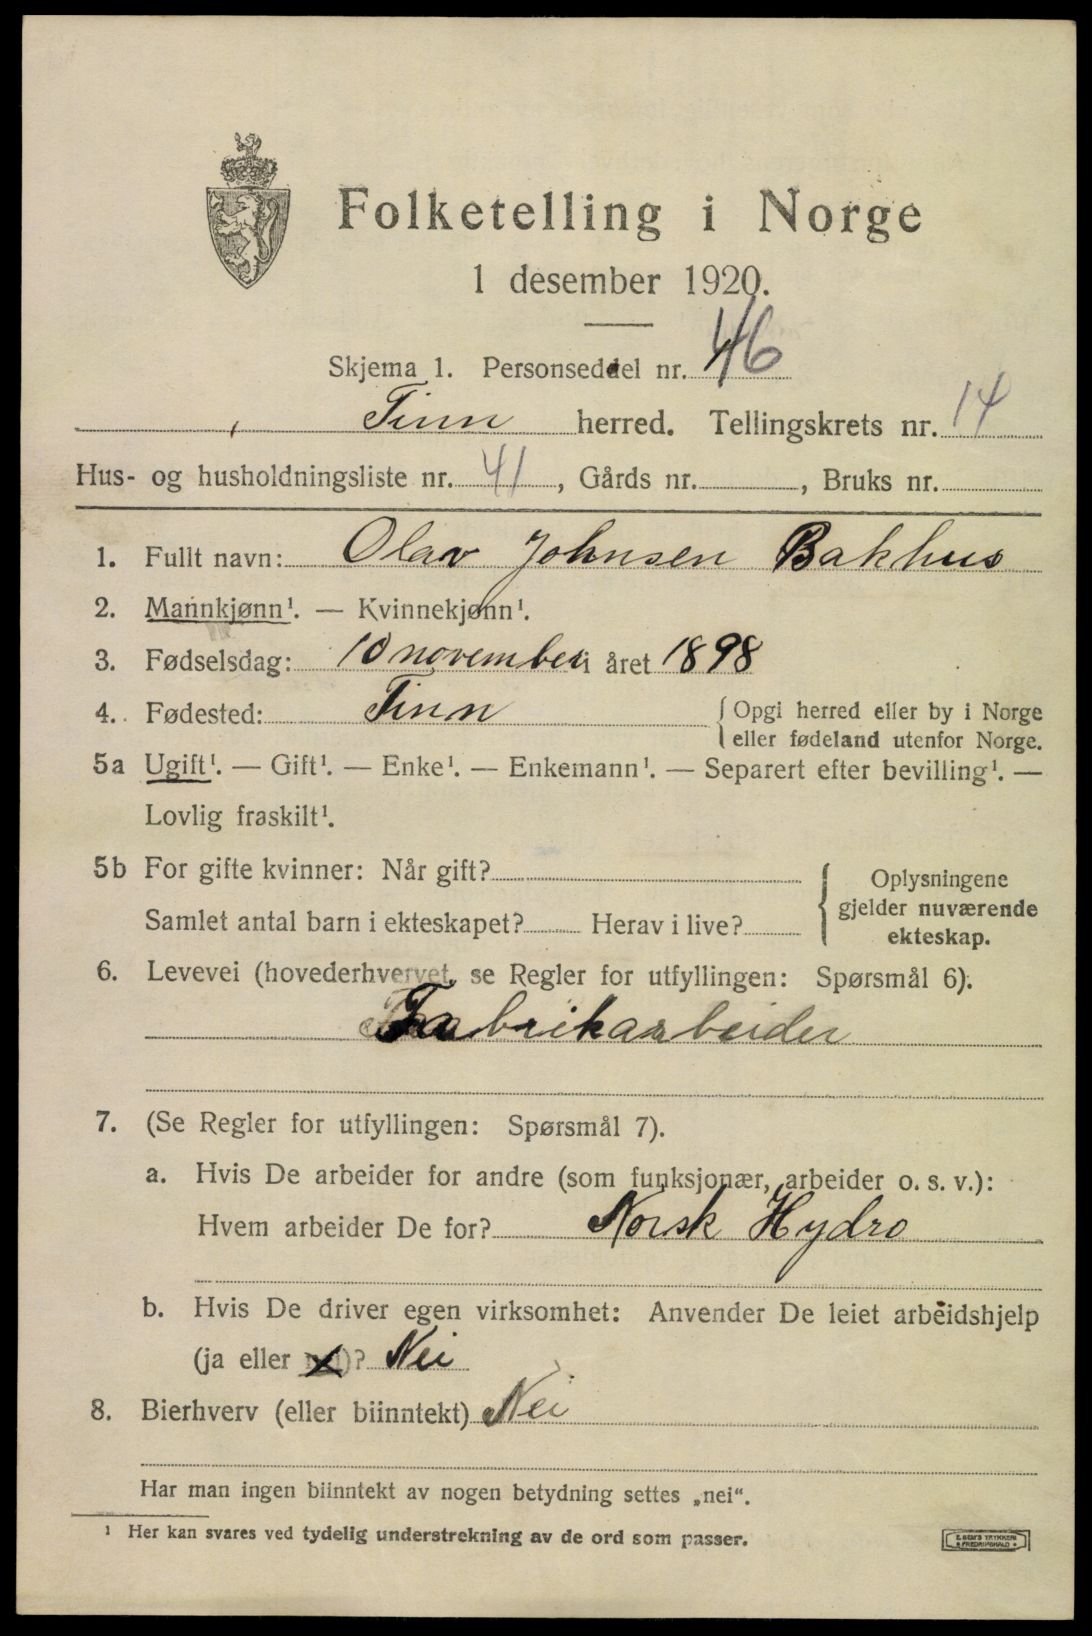 Folketelling i Norge
1 desember 1920.
Skjema 1. Personseddel nr. 46
Tinn herred. Tellingskrets nr. 14
Hus- og husholdningsliste nr. 41, Gårds nr. , Bruks nr.
1. Fullt navn: Olav Johnsen Bakhus
2. Mannkjønn¹. — Kvinnekjønn¹.
3. Fødselsdag: 10 november i året 1898
4. Fødested: Tinn
Opgi herred eller by i Norge
eller fødeland utenfor Norge.
5a Ugift¹. — Gift¹. — Enke¹. — Enkemann¹. — Separert efter bevilling¹. —
Lovlig fraskilt¹.
5b For gifte kvinner: Når gift?
Samlet antal barn i ekteskapet? Herav i live?
Oplysningene
gjelder nuværende
ekteskap.
6. Levevei (hovederhvervet, se Regler for utfyllingen: Spørsmål 6).
Fabrikarbeider
7. (Se Regler for utfyllingen: Spørsmål 7).
a. Hvis De arbeider for andre (som funksjonær, arbeider o. s. v.):
Hvem arbeider De for? Norsk Hydro
b. Hvis De driver egen virksomhet: Anvender De leiet arbeidshjelp
(ja eller nei)? Nei
8. Bierhverv (eller biinntekt) Nei
Har man ingen biinntekt av nogen betydning settes „nei“.
¹ Her kan svares ved tydelig understrekning av de ord som passer.
E. SEM'S TRYKKERI
FREDRIKSHALD